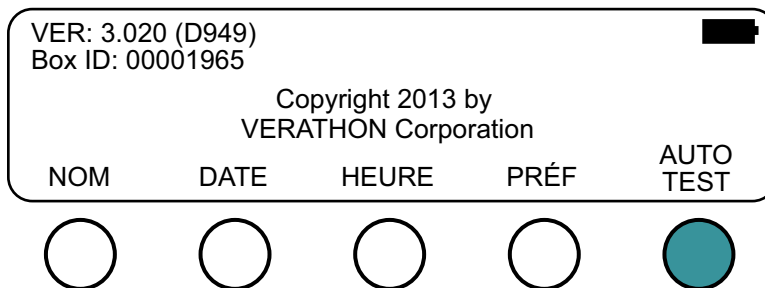 VER: 3.020 (D949)
Box ID: 00001965
Copyright 2013 by
VERATHON Corporation
NOM DATE HEURE PRÉF AUTO TEST